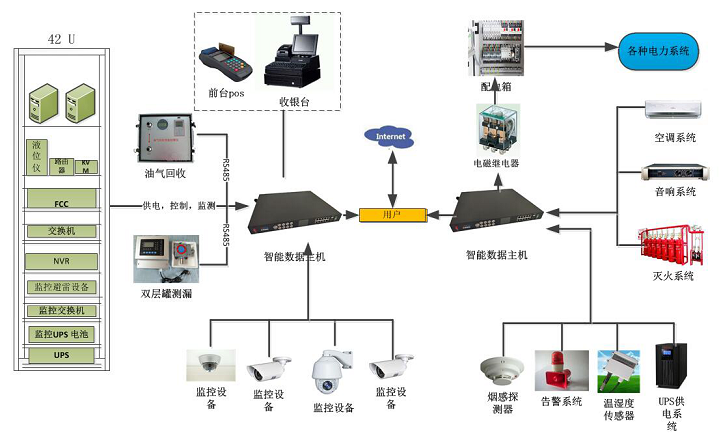 42 U
液
位
仪
路由
器
KV
M
FCC
交换机
NVR
监控避雷设备
监控交换机
监控UPS 电池
UPS
前台pos
收银台
油气回收
RS485
供电，控制，监测
RS485
双层罐测漏
智能数据主机
Internet
用户
配电箱
各种电力系统
电磁继电器
空调系统
音响系统
灭火系统
智能数据主机
监控设
备
监控设
备
监控设备
监控设
备
烟感探
测器
告警系统
温湿度
传感器
UPS供
电系
统